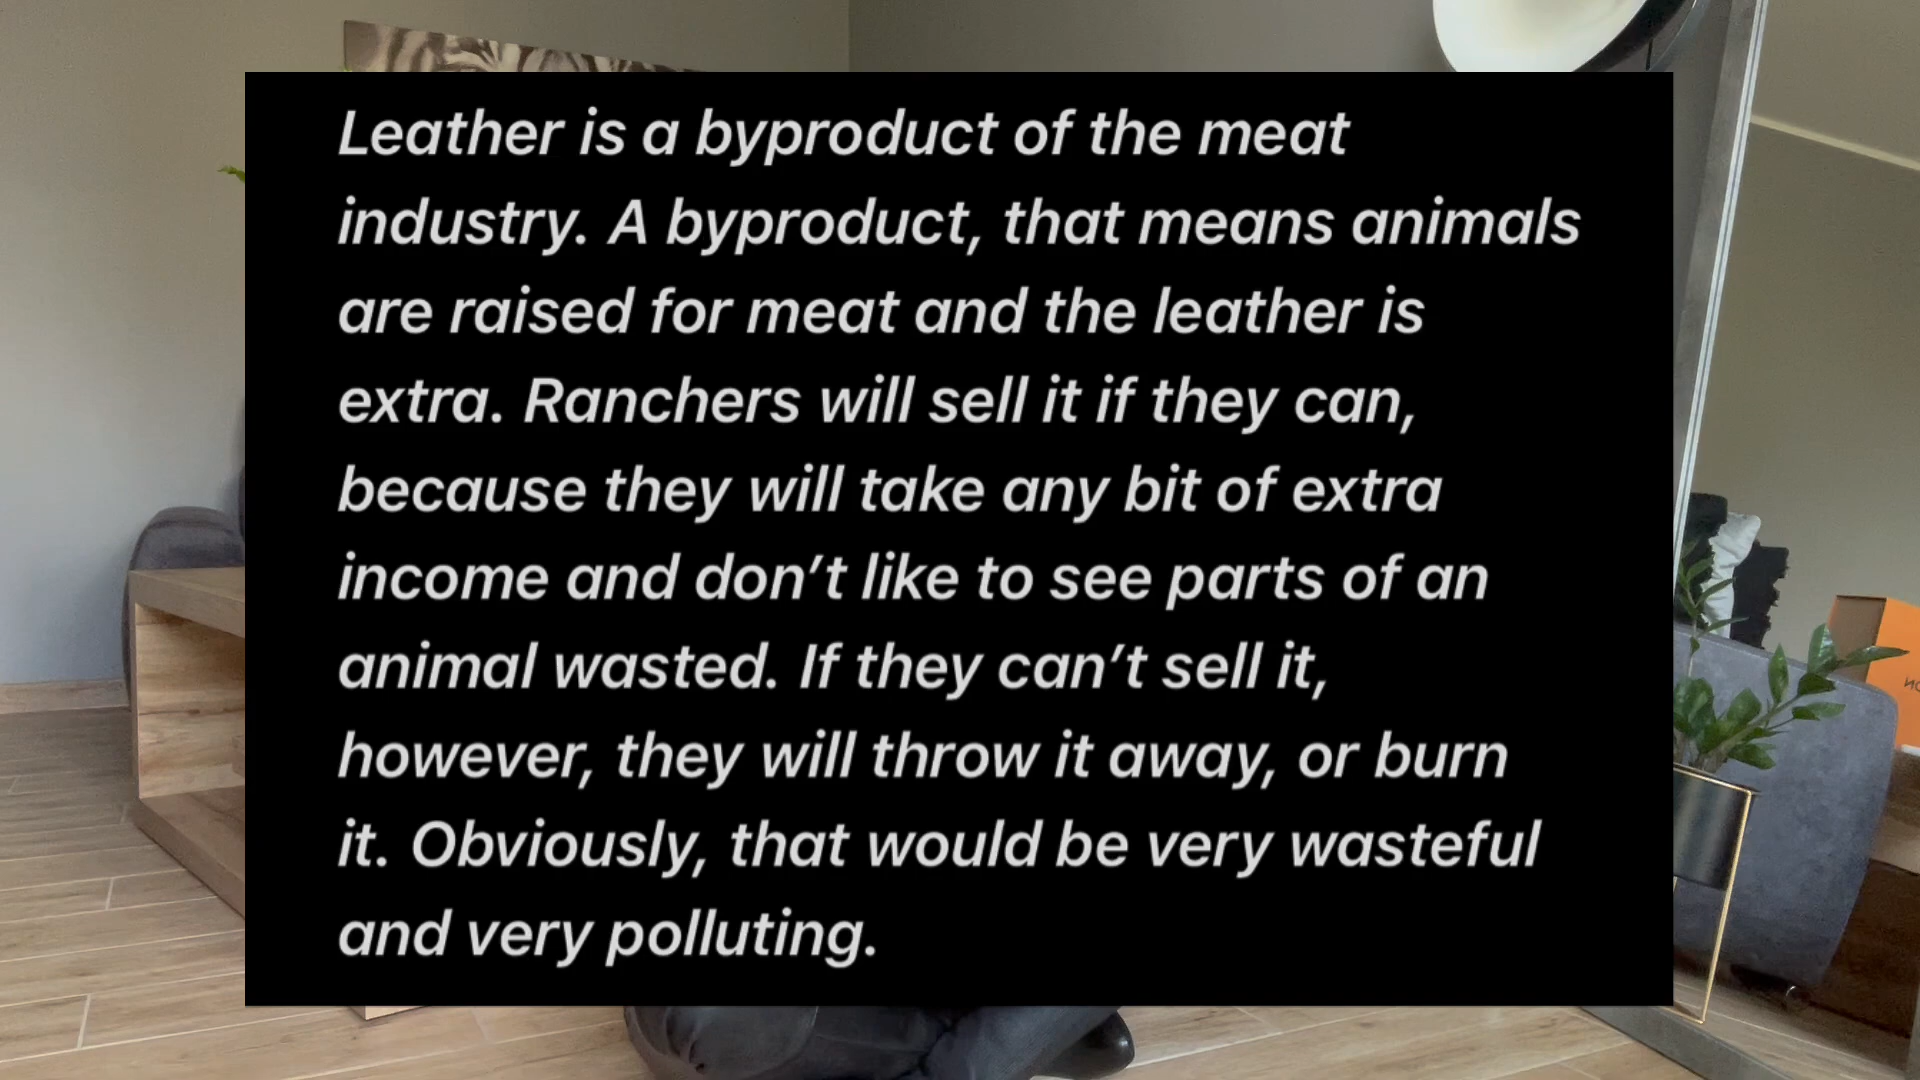 Leather is a byproduct of the meat
industry. A byproduct, that means animals
are raised for meat and the leather is
extra. Ranchers will sell it if they can,
because they will take any bit of extra
income and don’t like to see parts of an
animal wasted. If they can’t sell it,
however, they will throw it away, or burn
it. Obviously, that would be very wasteful
and very polluting.